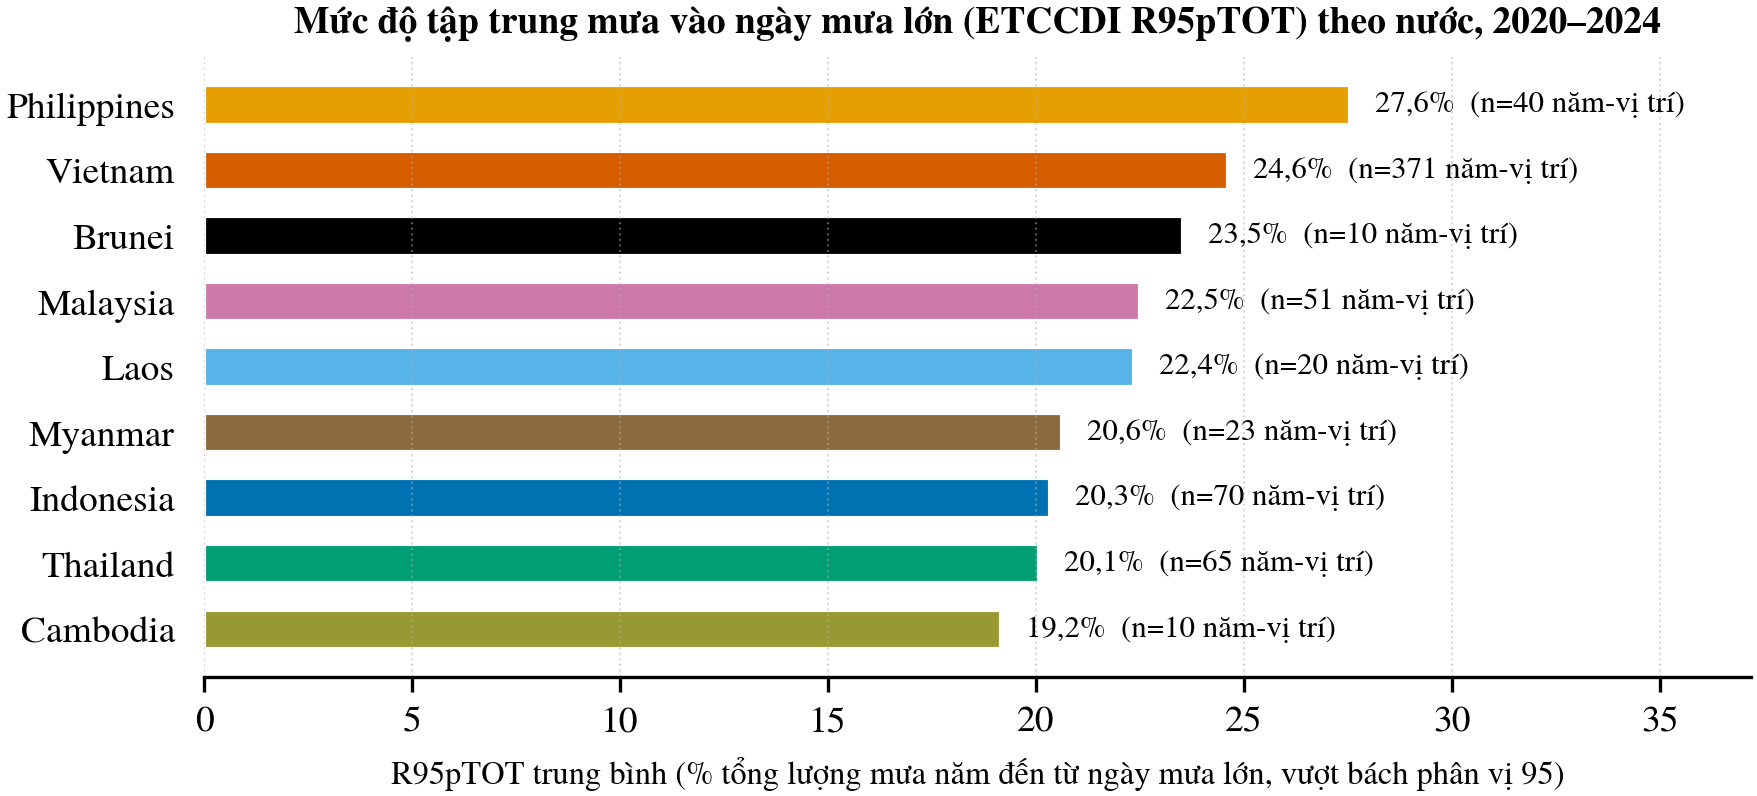 Mức độ tập trung mưa vào ngày mưa lớn (ETCCDI R95pTOT) theo nước, 2020–2024
Philippines 27,6% (n=40 năm-vị trí)
Vietnam 24,6% (n=371 năm-vị trí)
Brunei 23,5% (n=10 năm-vị trí)
Malaysia 22,5% (n=51 năm-vị trí)
Laos 22,4% (n=20 năm-vị trí)
Myanmar 20,6% (n=23 năm-vị trí)
Indonesia 20,3% (n=70 năm-vị trí)
Thailand 20,1% (n=65 năm-vị trí)
Cambodia 19,2% (n=10 năm-vị trí)
0 5 10 15 20 25 30 35
R95pTOT trung bình (% tổng lượng mưa năm đến từ ngày mưa lớn, vượt bách phân vị 95)